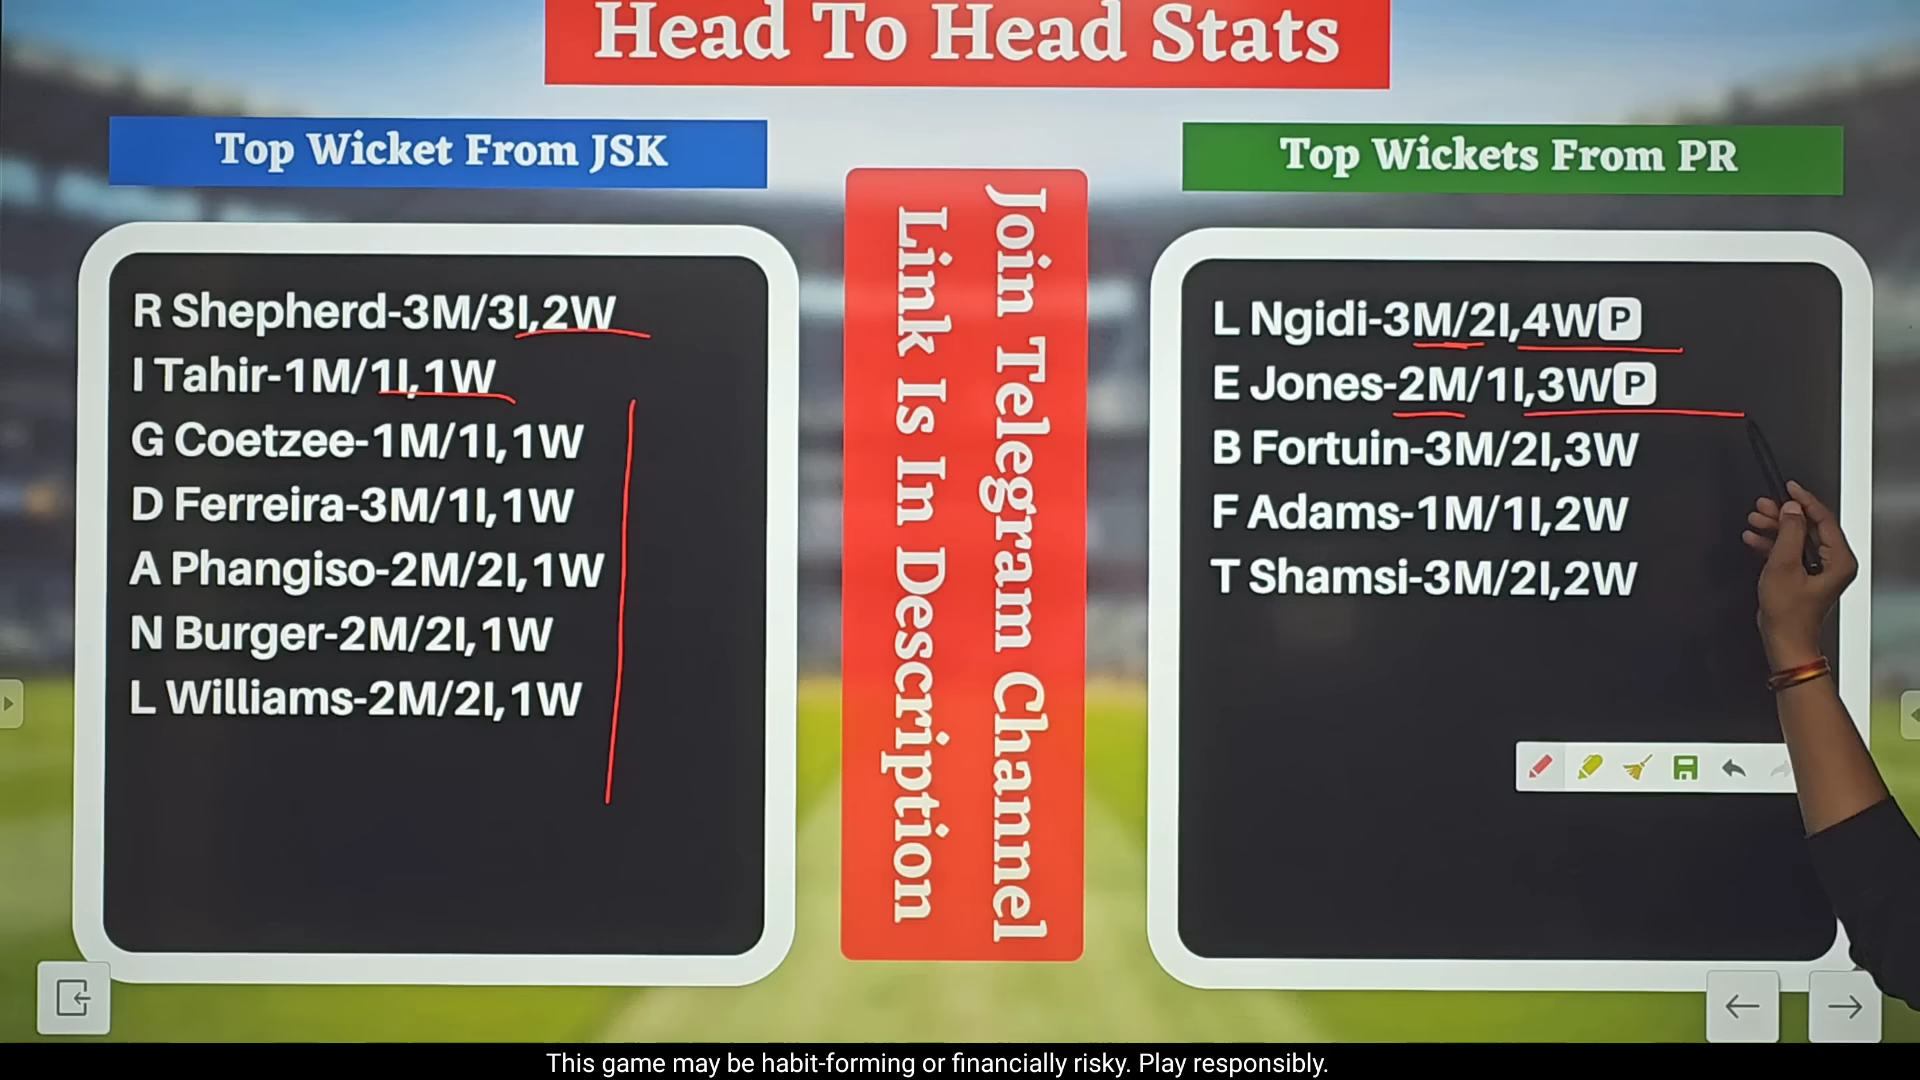 Head To Head Stats
Top Wicket From JSK
R Shepherd-3M/3I,2W
I Tahir-1M/1I,1W
G Coetzee-1M/1I,1W
D Ferreira-3M/1I,1W
A Phangiso-2M/2I,1W
N Burger-2M/2I,1W
L Williams-2M/2I,1W
Join Telegram Channel
Link Is In Description
Top Wickets From PR
L Ngidi-3M/2I,4W🅿
E Jones-2M/1I,3W🅿
B Fortuin-3M/2I,3W
F Adams-1M/1I,2W
T Shamsi-3M/2I,2W
This game may be habit-forming or financially risky. Play responsibly.